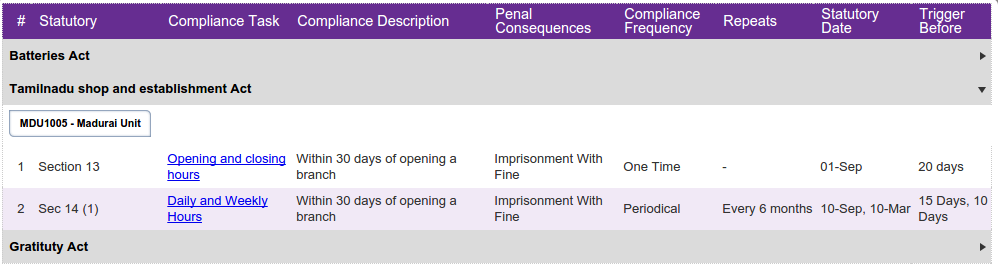 # Statutory Compliance Task Compliance Description Penal Consequences Compliance Frequency Repeats Statutory Date Trigger Before
Batteries Act
Tamilnadu shop and establishment Act
MDU1005 - Madurai Unit
1 Section 13 Opening and closing hours Within 30 days of opening a branch Imprisonment With Fine One Time - 01-Sep 20 days
2 Sec 14 (1) Daily and Weekly Hours Within 30 days of opening a branch Imprisonment With Fine Periodical Every 6 months 10-Sep, 10-Mar 15 Days, 10 Days
Gratituty Act